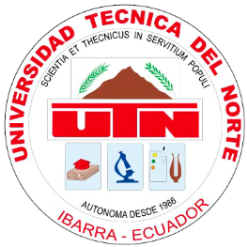 UNIVERSIDAD TECNICA DEL NORTE
SCIENTIA ET THECNICUS IN SERVITIUM POPULI
UTN
AUTONOMA DESDE 1986
IBARRA - ECUADOR